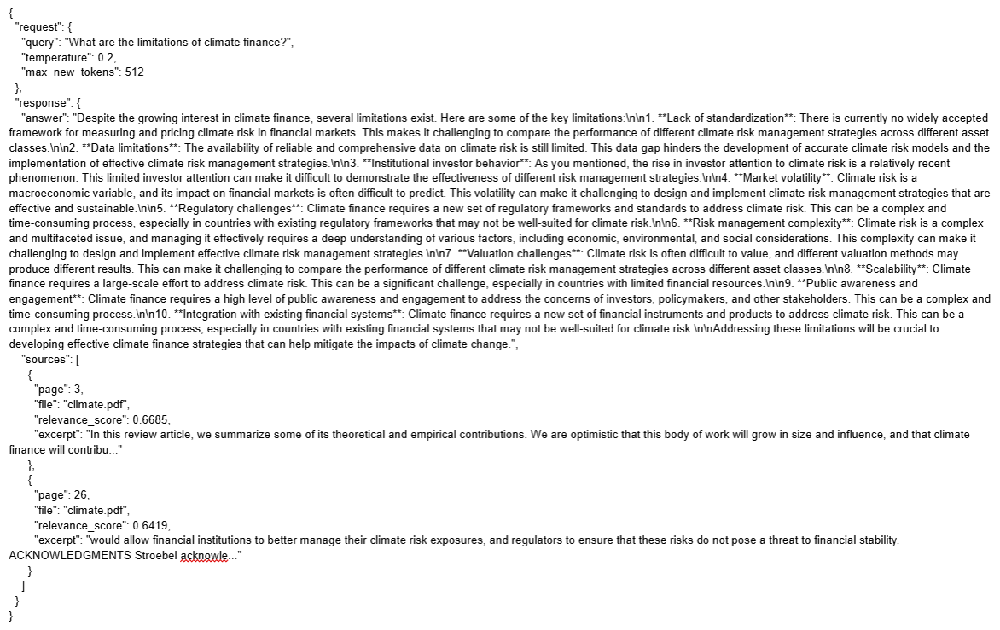 {
"request": {
"query": "What are the limitations of climate finance?",
"temperature": 0.2,
"max_new_tokens": 512
},
"response": {
"answer": "Despite the growing interest in climate finance, several limitations exist. Here are some of the key limitations:\n\n1. **Lack of standardization**: There is currently no widely accepted
framework for measuring and pricing climate risk in financial markets. This makes it challenging to compare the performance of different climate risk management strategies across different asset
classes.\n\n2. **Data limitations**: The availability of reliable and comprehensive data on climate risk is still limited. This data gap hinders the development of accurate climate risk models and the
implementation of effective climate risk management strategies.\n\n3. **Institutional investor behavior**: As you mentioned, the rise in investor attention to climate risk is a relatively recent
phenomenon. This limited investor attention can make it difficult to demonstrate the effectiveness of different risk management strategies.\n\n4. **Market volatility**: Climate risk is a
macroeconomic variable, and its impact on financial markets is often difficult to predict. This volatility can make it challenging to design and implement climate risk management strategies that are
effective and sustainable.\n\n5. **Regulatory challenges**: Climate finance requires a new set of regulatory frameworks and standards to address climate risk. This can be a complex and
time-consuming process, especially in countries with existing regulatory frameworks that may not be well-suited for climate risk.\n\n6. **Risk management complexity**: Climate risk is a complex
and multifaceted issue, and managing it effectively requires a deep understanding of various factors, including economic, environmental, and social considerations. This complexity can make it
challenging to design and implement effective climate risk management strategies.\n\n7. **Valuation challenges**: Climate risk is often difficult to value, and different valuation methods may
produce different results. This can make it challenging to compare the performance of different climate risk management strategies across different asset classes.\n\n8. **Scalability**: Climate
finance requires a large-scale effort to address climate risk. This can be a significant challenge, especially in countries with limited financial resources.\n\n9. **Public awareness and
engagement**: Climate finance requires a high level of public awareness and engagement to address the concerns of investors, policymakers, and other stakeholders. This can be a complex and
time-consuming process.\n\n10. **Integration with existing financial systems**: Climate finance requires a new set of financial instruments and products to address climate risk. This can be a
complex and time-consuming process, especially in countries with existing financial systems that may not be well-suited for climate risk.\n\nAddressing these limitations will be crucial to
developing effective climate finance strategies that can help mitigate the impacts of climate change.",
"sources": [
{
"page": 3,
"file": "climate.pdf",
"relevance_score": 0.6685,
"excerpt": "In this review article, we summarize some of its theoretical and empirical contributions. We are optimistic that this body of work will grow in size and influence, and that climate
finance will contribu..."
},
{
"page": 26,
"file": "climate.pdf",
"relevance_score": 0.6419,
"excerpt": "would allow financial institutions to better manage their climate risk exposures, and regulators to ensure that these risks do not pose a threat to financial stability.
ACKNOWLEDGMENTS Stroebel acknowle..."
}
]
}
}